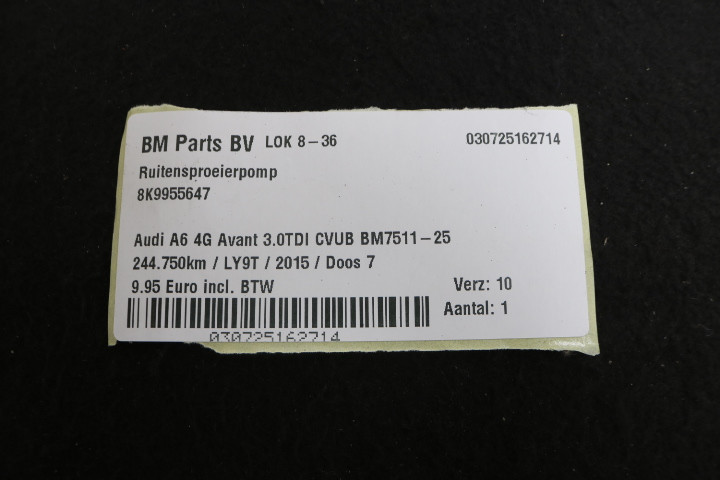 BM Parts BV LOK 8-36 030725162714
Ruitensproeierpomp
8K9955647
Audi A6 4G Avant 3.0TDI CVUB BM7511-25
244.750km / LY9T / 2015 / Doos 7
9.95 Euro incl. BTW Verz: 10
Aantal: 1
030725162714